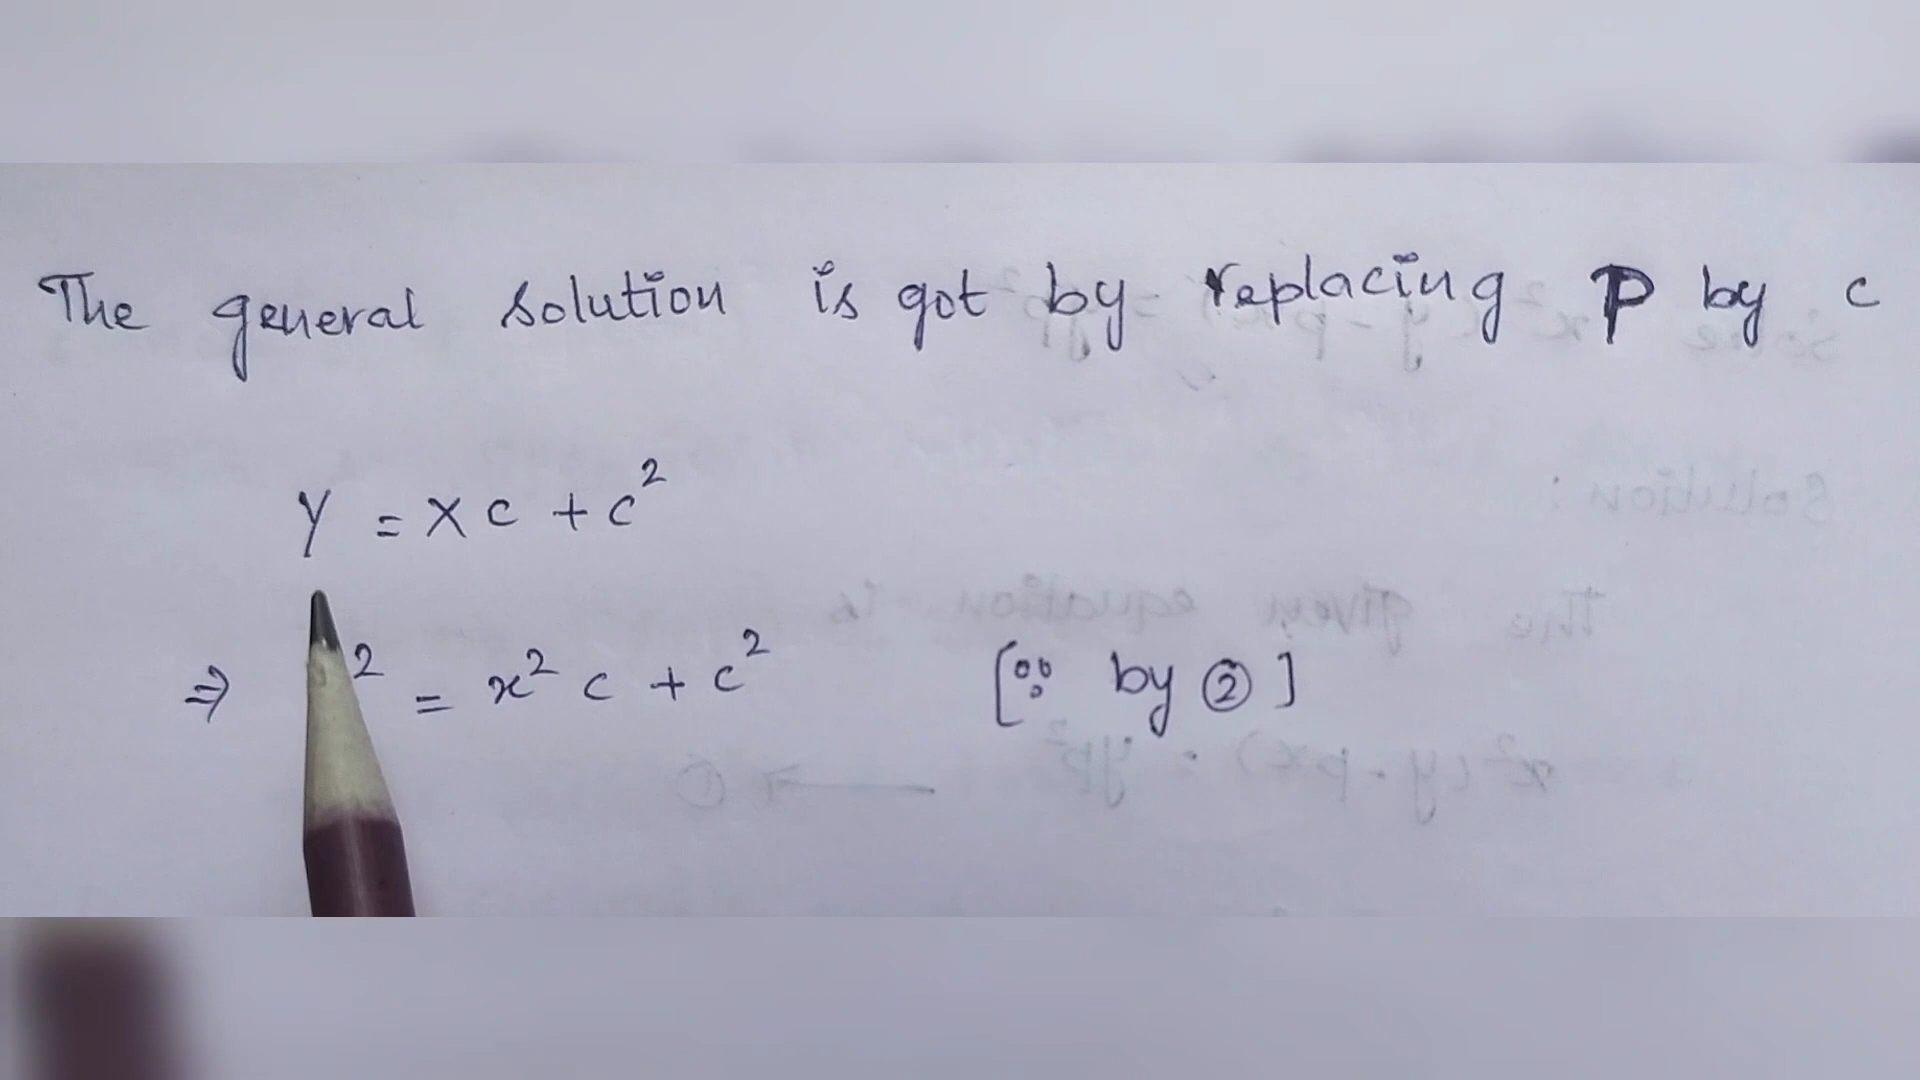 The general solution is got by replacing P by c
Y = Xc + c²
⇒ ² = x² c + c² [∵ by ②]